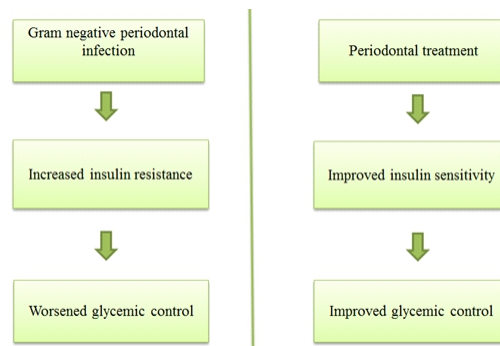 Gram negative periodontal
infection
Increased insulin resistance
Worsened glycemic control
Periodontal treatment
Improved insulin sensitivity
Improved glycemic control